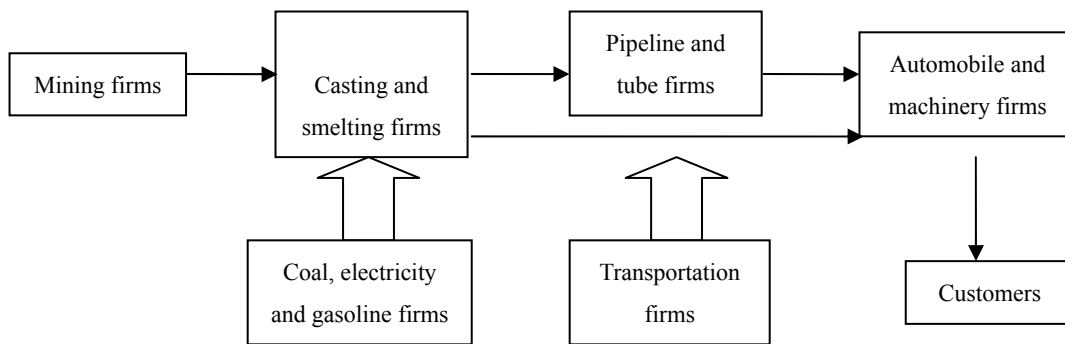 Mining firms
Casting and
smelting firms
Pipeline and
tube firms
Automobile and
machinery firms
Coal, electricity
and gasoline firms
Transportation
firms
Customers